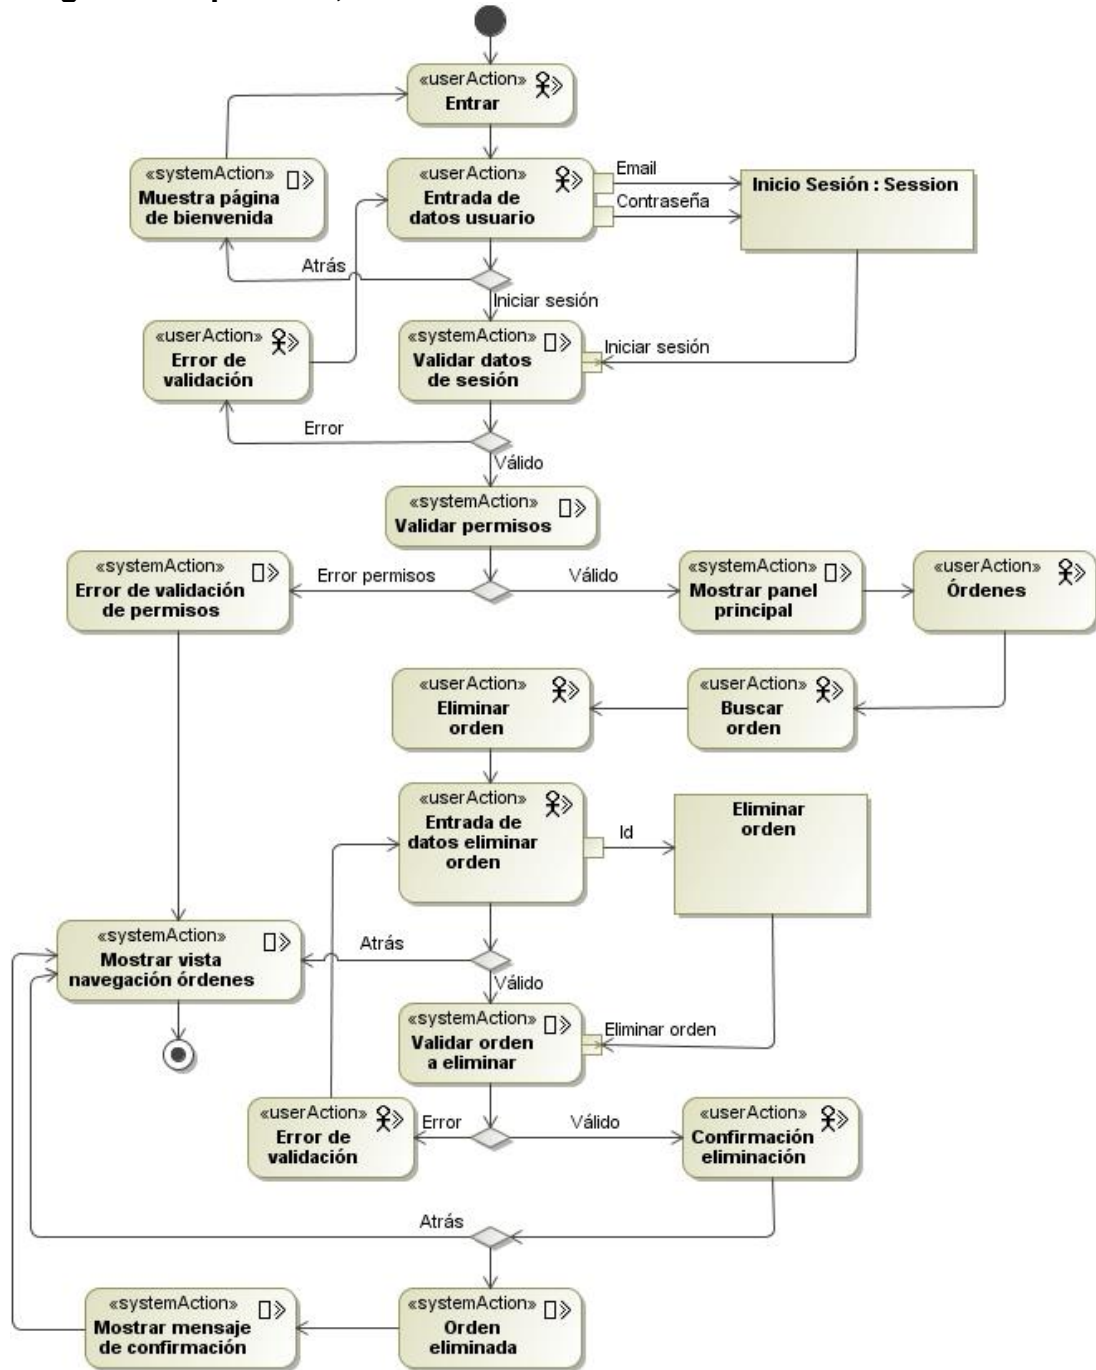 «userAction»
Entrar
«systemAction»
Muestra página
de bienvenida
«userAction»
Entrada de
datos usuario
Email
Contraseña
Inicio Sesión : Session
Atrás
Iniciar sesión
«userAction»
Error de
validación
«systemAction»
Validar datos
de sesión
Iniciar sesión
Error
Válido
«systemAction»
Validar permisos
«systemAction»
Error de validación
de permisos
Error permisos
Válido
«systemAction»
Mostrar panel
principal
«userAction»
Órdenes
«userAction»
Eliminar
orden
«userAction»
Buscar
orden
«userAction»
Entrada de
datos eliminar
orden
Id
Eliminar
orden
«systemAction»
Mostrar vista
navegación órdenes
Atrás
Válido
«systemAction»
Validar orden
a eliminar
Eliminar orden
«userAction»
Error de
validación
Error
Válido
«userAction»
Confirmación
eliminación
Atrás
«systemAction»
Mostrar mensaje
de confirmación
«systemAction»
Orden
eliminada